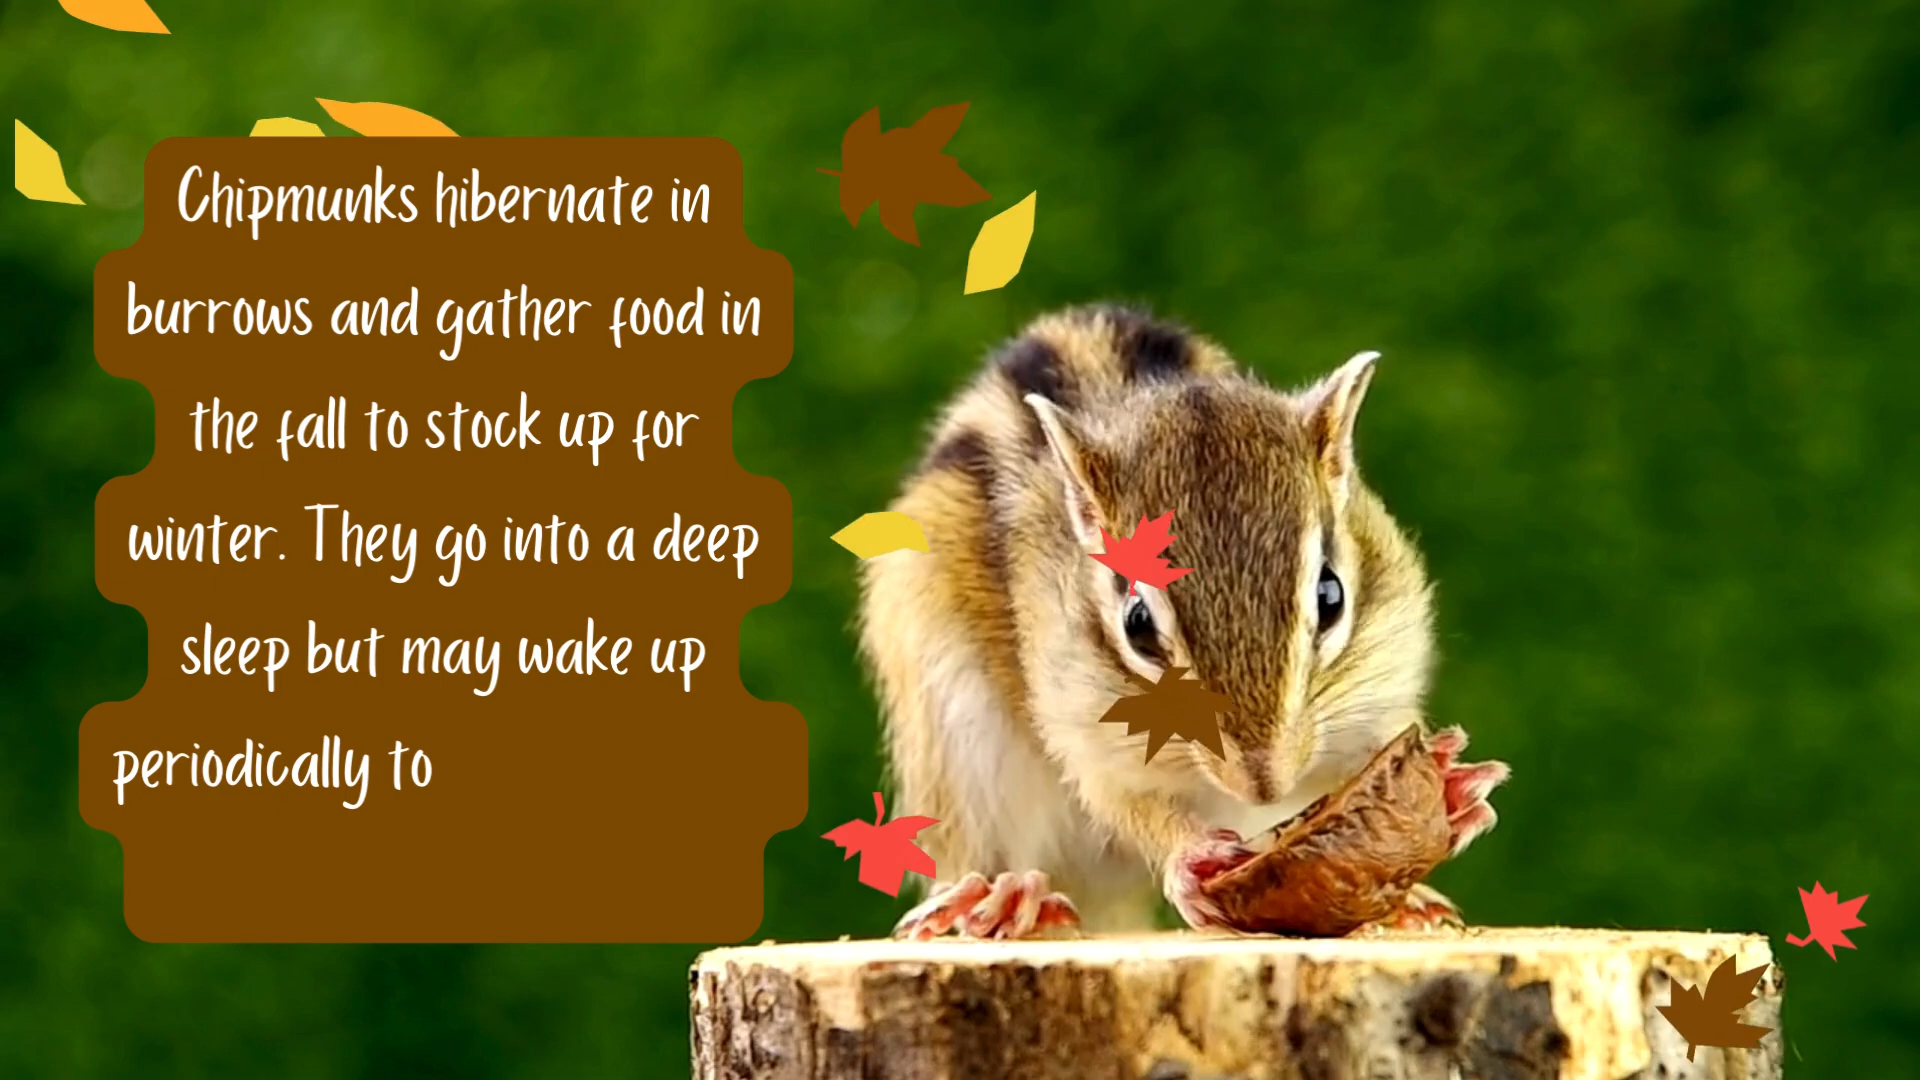 Chipmunks hibernate in
burrows and gather food in
the fall to stock up for
winter. They go into a deep
sleep but may wake up
periodically to